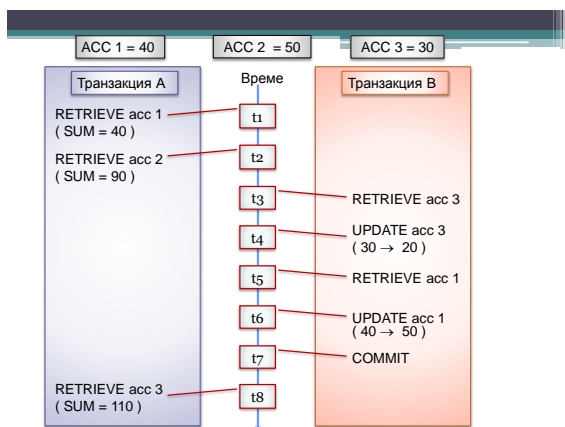 ACC 1 = 40
ACC 2 = 50
ACC 3 = 30
Транзакция A
Време
Транзакция B
RETRIEVE acc 1
( SUM = 40 )
t1
RETRIEVE acc 2
( SUM = 90 )
t2
t3
RETRIEVE acc 3
t4
UPDATE acc 3
( 30 → 20 )
t5
RETRIEVE acc 1
t6
UPDATE acc 1
( 40 → 50 )
t7
COMMIT
RETRIEVE acc 3
( SUM = 110 )
t8